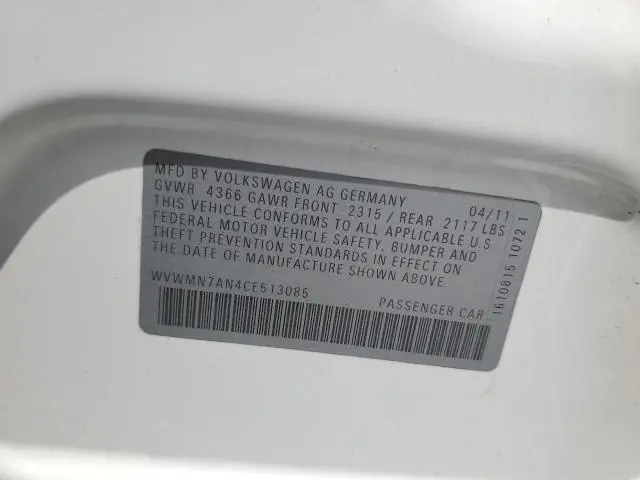 MFD BY VOLKSWAGEN AG GERMANY 04/11
GVWR 4366 GAWR FRONT 2315 / REAR 2117 LBS
THIS VEHICLE CONFORMS TO ALL APPLICABLE U.S
FEDERAL MOTOR VEHICLE SAFETY, BUMPER AND
THEFT PREVENTION STANDARDS IN EFFECT ON
THE DATE OF MANUFACTURE SHOWN ABOVE.
WVWMN7AN4CE513085 PASSENGER CAR
1610815 1072 1